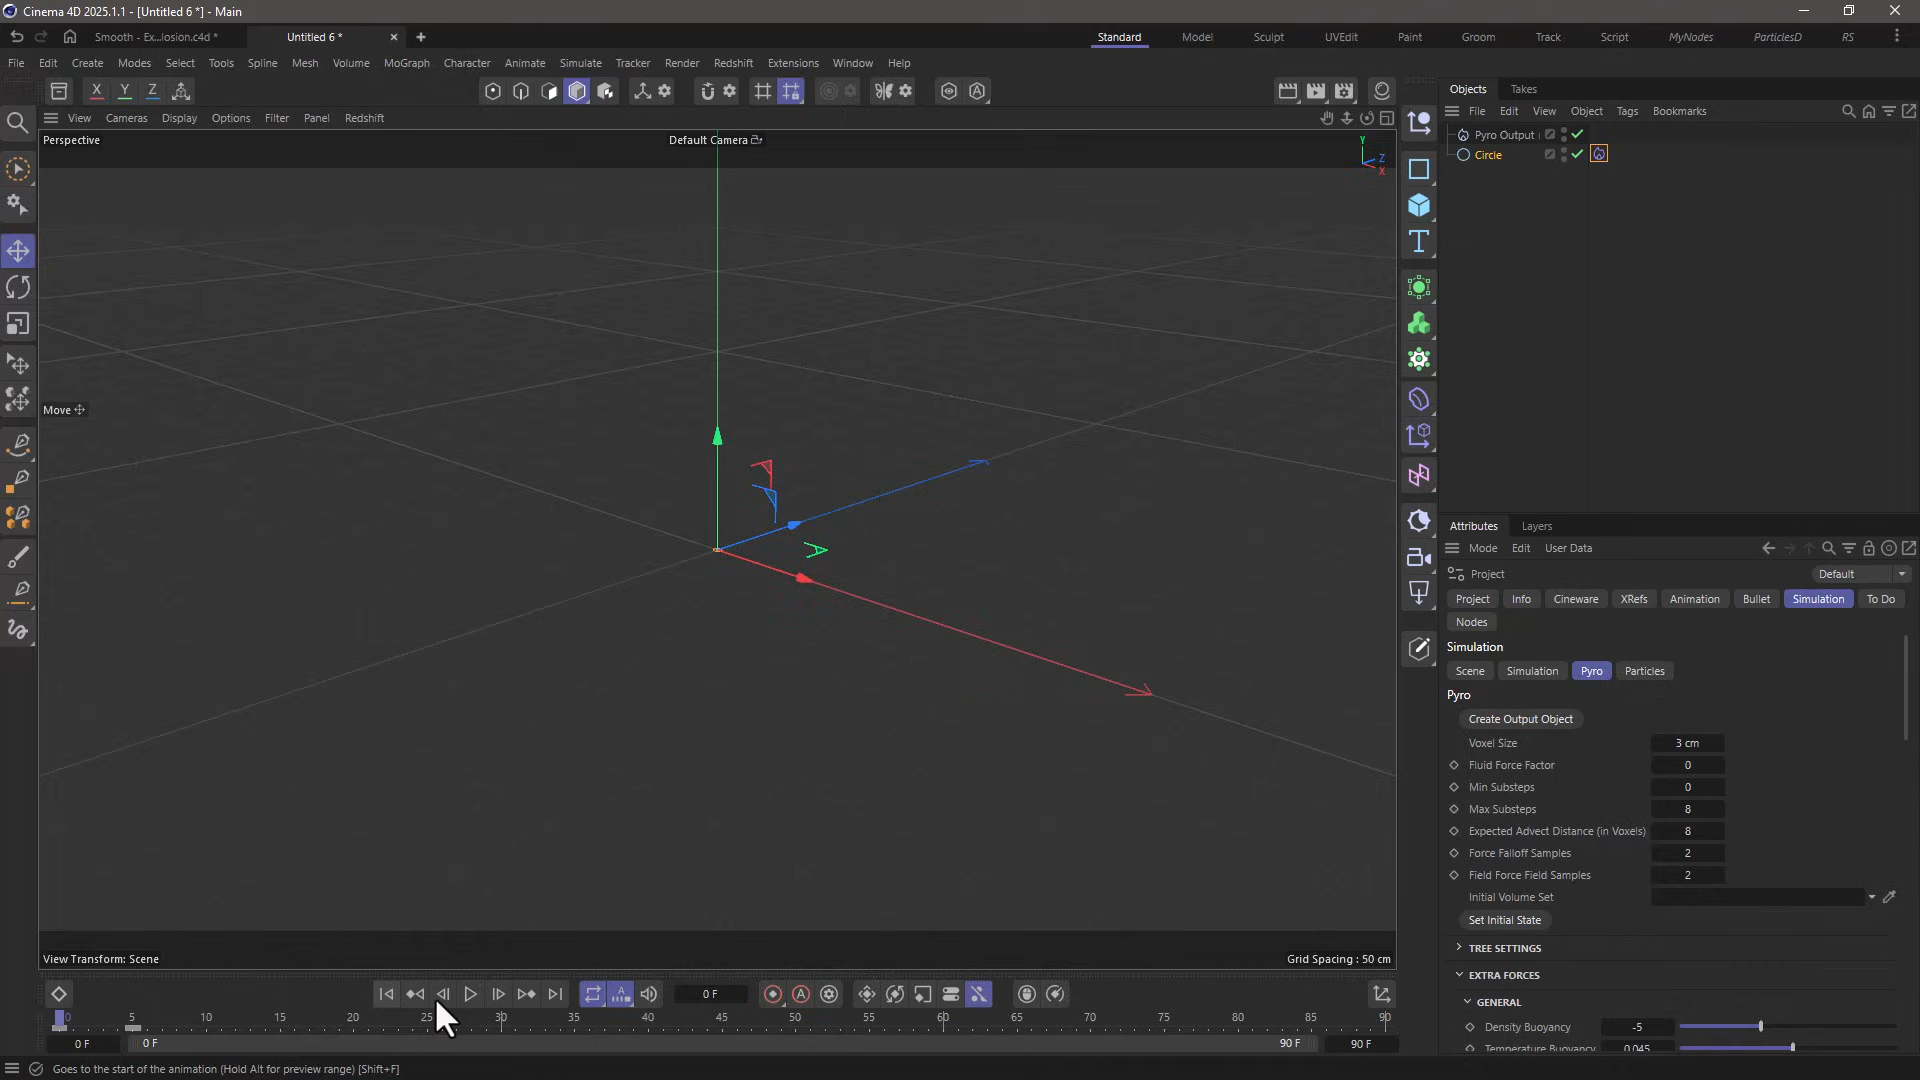 Cinema 4D 2025.1.1 - [Untitled 6 *] - Main
Smooth - Ex...losion.c4d *
Untitled 6 *
Standard
Model
Sculpt
UVEdit
Paint
Groom
Track
Script
MyNodes
ParticlesD
RS
File Edit Create Modes Select Tools Spline Mesh Volume MoGraph Character Animate Simulate Tracker Render Redshift Extensions Window Help
X Y Z
Objects Takes
File Edit View Object Tags Bookmarks
View Cameras Display Options Filter Panel Redshift
Perspective
Default Camera
Y
Z
X
Pyro Output
Circle
Move
Attributes Layers
Mode Edit User Data
Project
Default
Project Info Cineware XRefs Animation Bullet Simulation To Do
Nodes
Simulation
Scene Simulation Pyro Particles
Pyro
Create Output Object
Voxel Size 3 cm
Fluid Force Factor 0
Min Substeps 0
Max Substeps 8
Expected Advect Distance (in Voxels) 8
Force Falloff Samples 2
Field Force Field Samples 2
Initial Volume Set
Set Initial State
TREE SETTINGS
EXTRA FORCES
GENERAL
Density Buoyancy -5
Temperature Buoyancy 0.045
View Transform: Scene
Grid Spacing : 50 cm
0 F
0 5 10 15 20 25 30 35 40 45 50 55 60 65 70 75 80 85 90
0 F 0 F 90 F 90 F
Goes to the start of the animation (Hold Alt for preview range) [Shift+F]